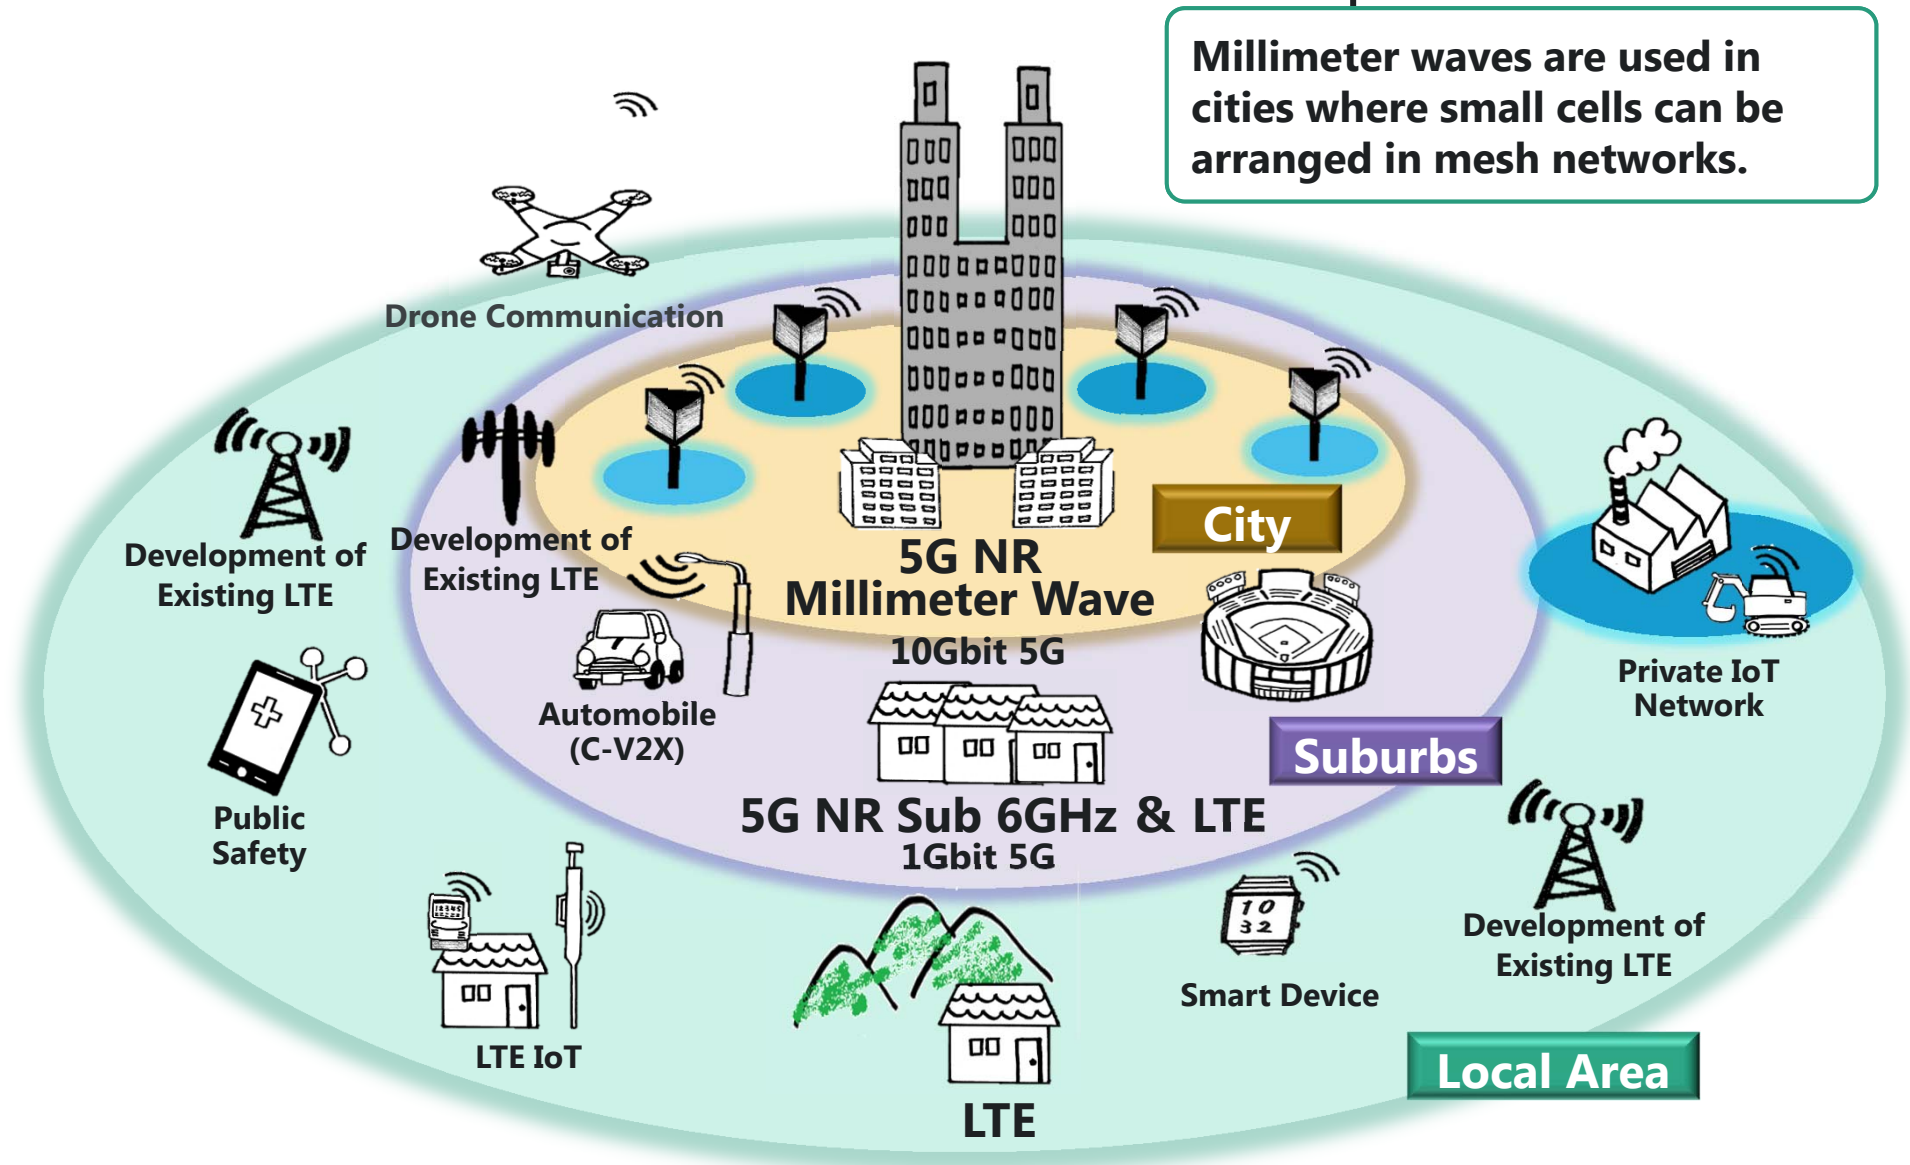 Millimeter waves are used in
cities where small cells can be
arranged in mesh networks.
Drone Communication
Development of
Existing LTE
Development of
Existing LTE
City
5G NR
Millimeter Wave
10Gbit 5G
Automobile
(C-V2X)
Private IoT
Network
Suburbs
5G NR Sub 6GHz & LTE
1Gbit 5G
Public
Safety
12345
10
32
Smart Device
Development of
Existing LTE
LTE IoT
Local Area
LTE